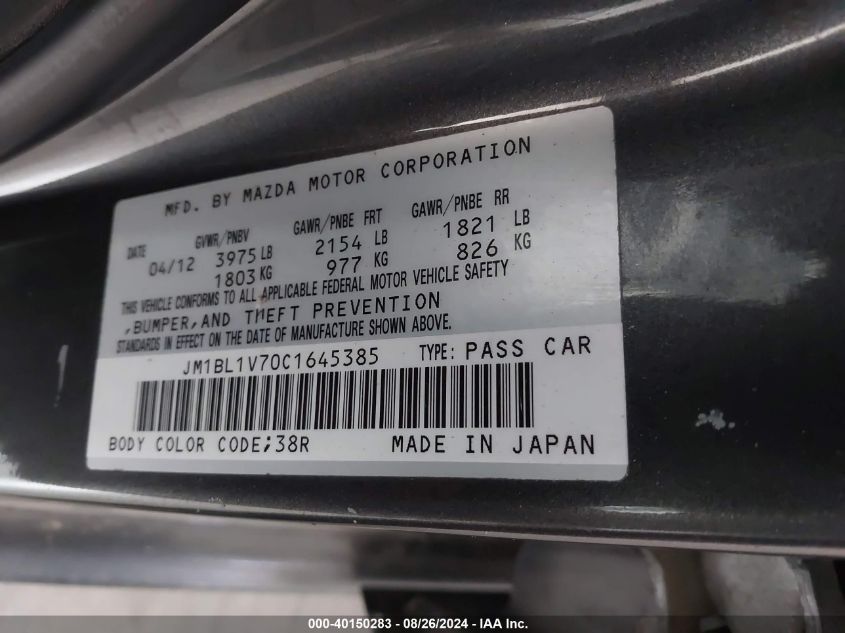 MFD. BY MAZDA MOTOR CORPORATION
DATE GVWR/PNBV GAWR/PNBE FRT GAWR/PNBE RR
04/12 3975 LB 2154 LB 1821 LB
1803 KG 977 KG 826 KG
THIS VEHICLE CONFORMS TO ALL APPLICABLE FEDERAL MOTOR VEHICLE SAFETY
,BUMPER,AND THEFT PREVENTION
STANDARDS IN EFFECT ON THE DATE OF MANUFACTURE SHOWN ABOVE.
JM1BL1V70C1645385 TYPE: PASS CAR
BODY COLOR CODE;38R MADE IN JAPAN
000-40150283 - 08/26/2024 - IAA Inc.